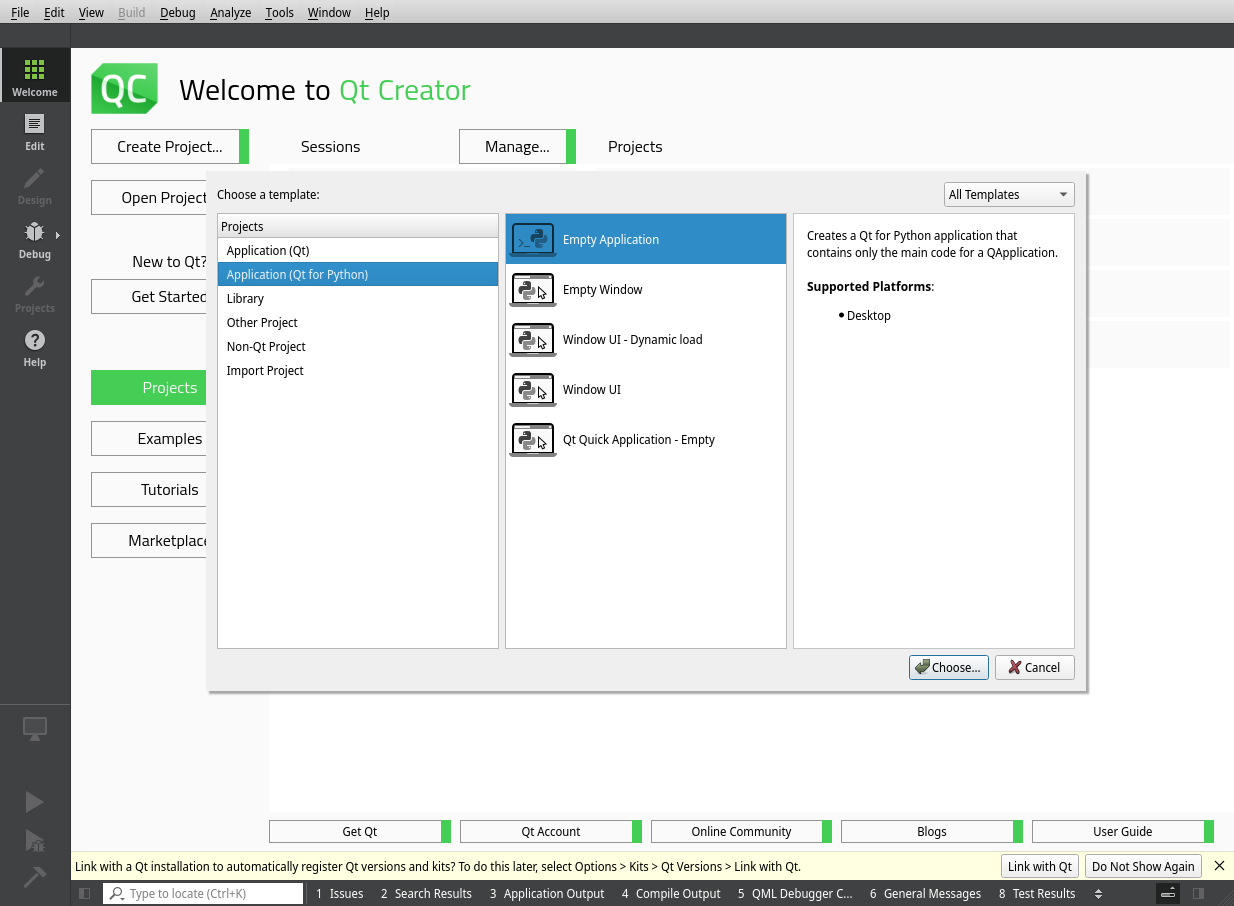 File Edit View Build Debug Analyze Tools Window Help
Welcome
Edit
Design
Debug
Projects
Help
QC
Welcome to Qt Creator
Create Project... Sessions Manage... Projects
Open Project
New to Qt?
Get Started
Projects
Examples
Tutorials
Marketplace
Choose a template: All Templates
Projects
Application (Qt)
Application (Qt for Python)
Library
Other Project
Non-Qt Project
Import Project
Empty Application
Empty Window
Window UI - Dynamic load
Window UI
Qt Quick Application - Empty
Creates a Qt for Python application that
contains only the main code for a QApplication.
Supported Platforms:
• Desktop
Choose... Cancel
Get Qt Qt Account Online Community Blogs User Guide
Link with a Qt installation to automatically register Qt versions and kits? To do this later, select Options > Kits > Qt Versions > Link with Qt. Link with Qt Do Not Show Again
Type to locate (Ctrl+K) 1 Issues 2 Search Results 3 Application Output 4 Compile Output 5 QML Debugger C... 6 General Messages 8 Test Results